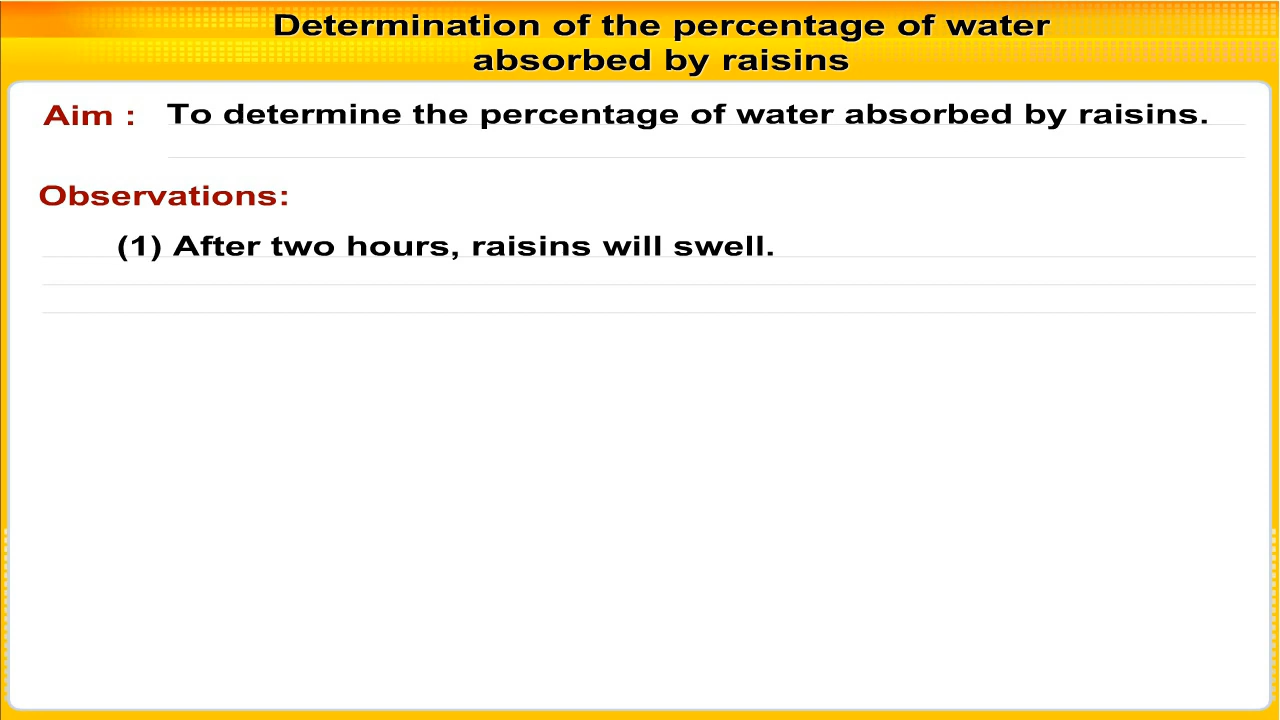 Determination of the percentage of water
absorbed by raisins
Aim : To determine the percentage of water absorbed by raisins.
Observations:
(1) After two hours, raisins will swell.